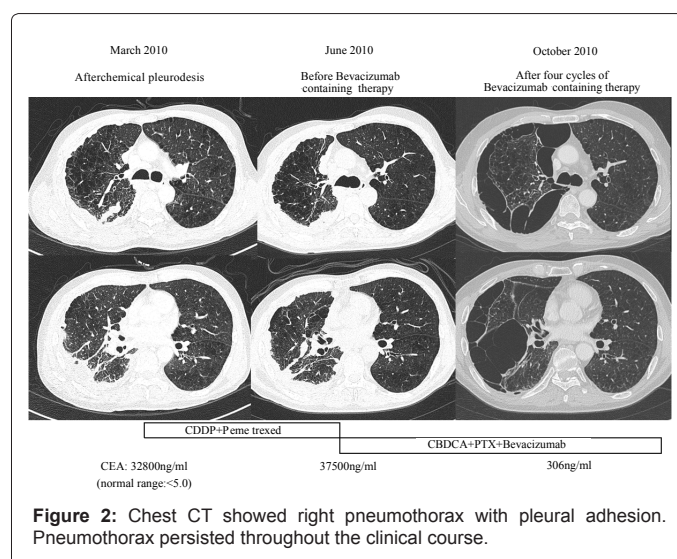 March 2010
Afterchemical pleurodesis
June 2010
Before Bevacizumab
containing therapy
October 2010
After four cycles of
Bevacizumab containing therapy
CDDP+Peme trexed
CBDCA+PTX+Bevacizumab
CEA: 32800ng/ml
(normal range:<5.0)
37500ng/ml
306ng/ml
Figure 2: Chest CT showed right pneumothorax with pleural adhesion.
Pneumothorax persisted throughout the clinical course.